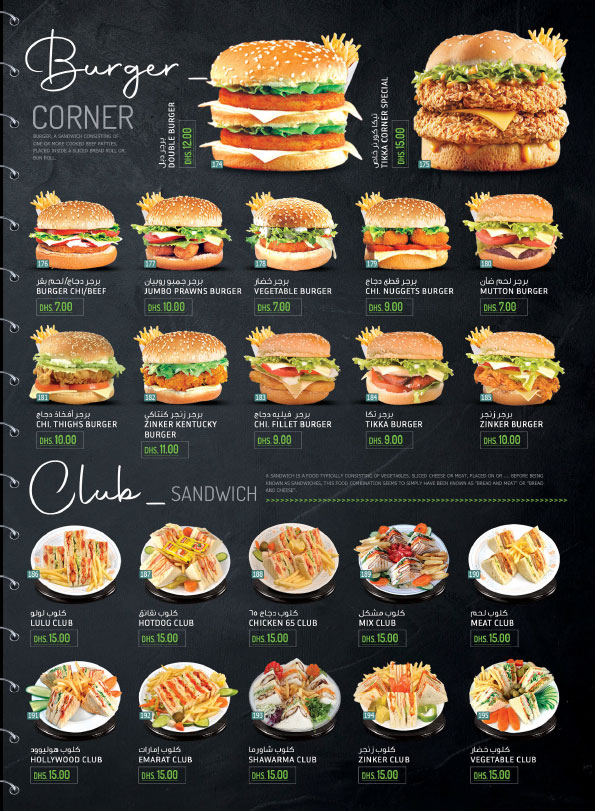 Burger_
CORNER
BURGER, A SANDWICH CONSISTING OF
ONE OR MORE COOKED BEEF PATTIES,
PLACED INSIDE A SLICED BREAD ROLL OR
BUN ROLL.
برجر دبل
DOUBLE BURGER
DHS. 12.00
174
تيكا كورنر خاص
TIKKA CORNER SPECIAL
DHS. 15.00
175
176
برجر دجاج/لحم بقر
BURGER CHI/BEEF
DHS. 7.00
177
برجر جمبو روبيان
JUMBO PRAWNS BURGER
DHS. 10.00
178
برجر خضار
VEGETABLE BURGER
DHS. 7.00
179
برجر قطع دجاج
CHI. NUGGETS BURGER
DHS. 9.00
180
برجر لحم ضأن
MUTTON BURGER
DHS. 7.00
181
برجر أفخاذ دجاج
CHI. THIGHS BURGER
DHS. 10.00
182
برجر زنجر كنتاكي
ZINKER KENTUCKY
BURGER
DHS. 11.00
183
برجر فيليه دجاج
CHI. FILLET BURGER
DHS. 9.00
184
برجر تكا
TIKKA BURGER
DHS. 9.00
185
برجر زنجر
ZINKER BURGER
DHS. 10.00
Club_ SANDWICH
A SANDWICH IS A FOOD TYPICALLY CONSISTING OF VEGETABLES, SLICED CHEESE OR MEAT, PLACED IN OR .... BEFORE BEING
KNOWN AS SANDWICHES, THIS FOOD COMBINATION SEEMS TO SIMPLY HAVE BEEN KNOWN AS "BREAD AND MEAT" OR "BREAD
AND CHEESE".
186
كلوب لولو
LULU CLUB
DHS. 15.00
187
كلوب نقانق
HOTDOG CLUB
DHS. 15.00
188
كلوب دجاج ٦٥
CHICKEN 65 CLUB
DHS. 15.00
189
كلوب مشكل
MIX CLUB
DHS. 15.00
190
كلوب لحم
MEAT CLUB
DHS. 15.00
191
كلوب هوليوود
HOLLYWOOD CLUB
DHS. 15.00
192
كلوب إمارات
EMARAT CLUB
DHS. 15.00
193
كلوب شاورما
SHAWARMA CLUB
DHS. 15.00
194
كلوب زنجر
ZINKER CLUB
DHS. 15.00
195
كلوب خضار
VEGETABLE CLUB
DHS. 15.00